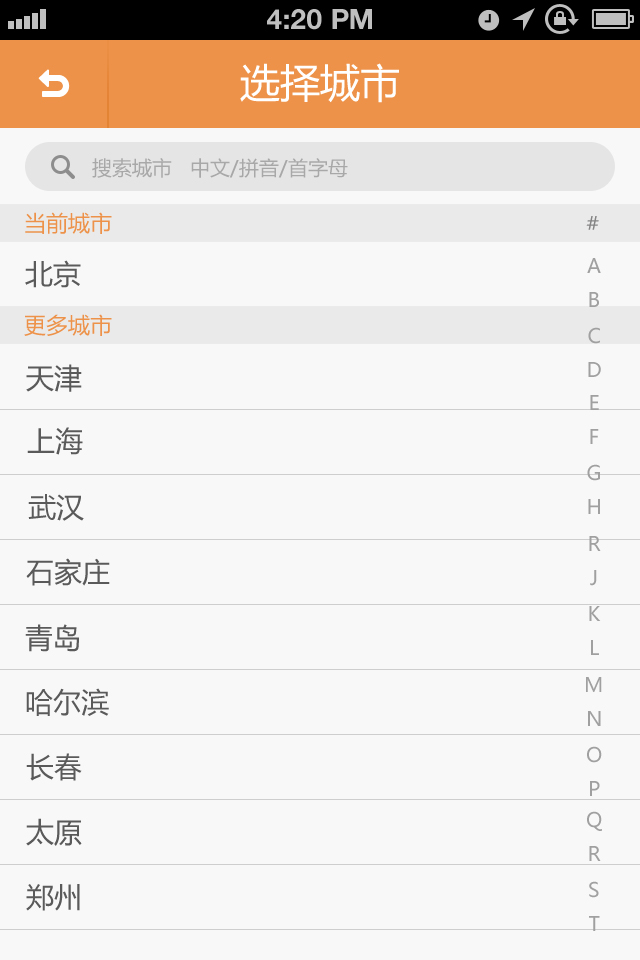 4:20 PM
选择城市
搜索城市 中文/拼音/首字母
当前城市
#
北京
A
B
更多城市
C
天津
D
E
上海
F
G
武汉
H
R
石家庄
J
K
青岛
L
哈尔滨
M
N
长春
O
P
太原
Q
R
郑州
S
T